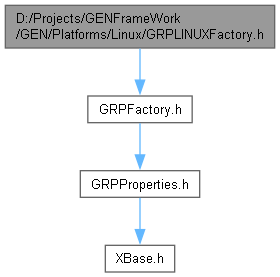 D:/Projects/GENFrameWork
/GEN/Platforms/Linux/GRPLINUXFactory.h
GRPFactory.h
GRPProperties.h
XBase.h